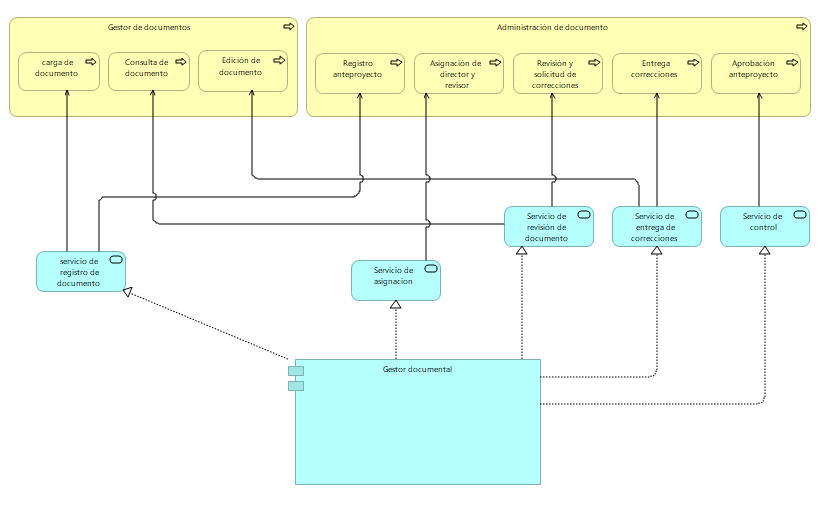 Gestor de documentos
Administración de documento
carga de
documento
Consulta de
documento
Edición de
documento
Registro
anteproyecto
Asignación de
director y
revisor
Revisión y
solicitud de
correcciones
Entrega
correcciones
Aprobación
anteproyecto
Servicio de
revisión de
documento
Servicio de
entrega de
correcciones
Servicio de
control
servicio de
registro de
documento
Servicio de
asignacion
Gestor documental